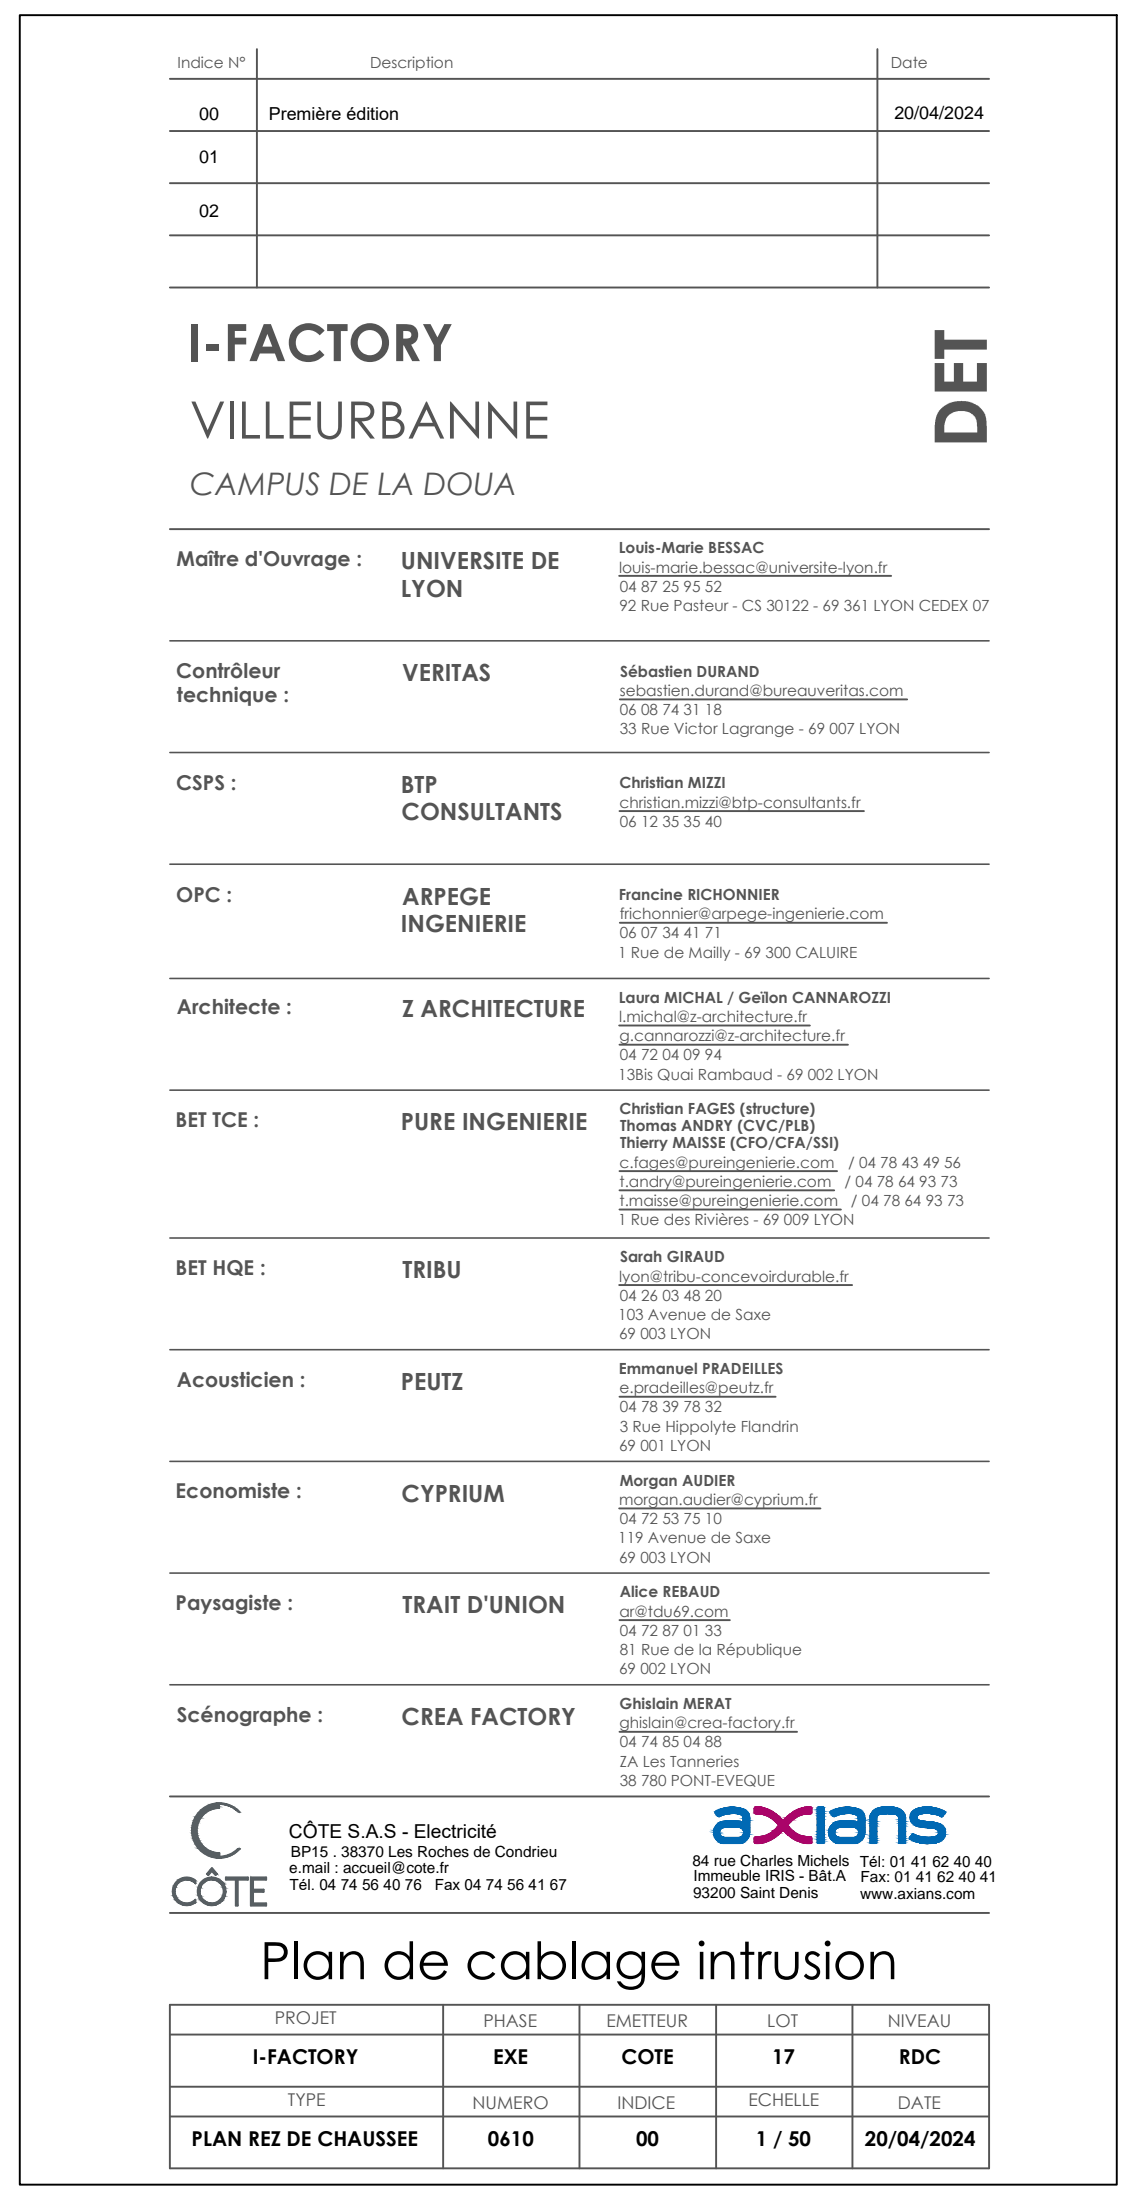 Indice N° Description Date
00 Première édition 20/04/2024
01
02
I-FACTORY
DET
VILLEURBANNE
CAMPUS DE LA DOUA
Maître d'Ouvrage :
UNIVERSITE DE
LYON
Louis-Marie BESSAC
louis-marie.bessac@universite-lyon.fr
04 87 25 95 52
92 Rue Pasteur - CS 30122 - 69 361 LYON CEDEX 07
Contrôleur
technique :
VERITAS
Sébastien DURAND
sebastien.durand@bureauveritas.com
06 08 74 31 18
33 Rue Victor Lagrange - 69 007 LYON
CSPS :
BTP
CONSULTANTS
Christian MIZZI
christian.mizzi@btp-consultants.fr
06 12 35 35 40
OPC :
ARPEGE
INGENIERIE
Francine RICHONNIER
frichonnier@arpege-ingenierie.com
06 07 34 41 71
1 Rue de Mailly - 69 300 CALUIRE
Architecte :
Z ARCHITECTURE
Laura MICHAL / Geïlon CANNAROZZI
l.michal@z-architecture.fr
g.cannarozzi@z-architecture.fr
04 72 04 09 94
13Bis Quai Rambaud - 69 002 LYON
BET TCE :
PURE INGENIERIE
Christian FAGES (structure)
Thomas ANDRY (CVC/PLB)
Thierry MAISSE (CFO/CFA/SSI)
c.fages@pureingenierie.com / 04 78 43 49 56
t.andry@pureingenierie.com / 04 78 64 93 73
t.maisse@pureingenierie.com / 04 78 64 93 73
1 Rue des Rivières - 69 009 LYON
BET HQE :
TRIBU
Sarah GIRAUD
lyon@tribu-concevoirdurable.fr
04 26 03 48 20
103 Avenue de Saxe
69 003 LYON
Acousticien :
PEUTZ
Emmanuel PRADEILLES
e.pradeilles@peutz.fr
04 78 39 78 32
3 Rue Hippolyte Flandrin
69 001 LYON
Economiste :
CYPRIUM
Morgan AUDIER
morgan.audier@cyprium.fr
04 72 53 75 10
119 Avenue de Saxe
69 003 LYON
Paysagiste :
TRAIT D'UNION
Alice REBAUD
ar@tdu69.com
04 72 87 01 33
81 Rue de la République
69 002 LYON
Scénographe :
CREA FACTORY
Ghislain MERAT
ghislain@crea-factory.fr
04 74 85 04 88
ZA Les Tanneries
38 780 PONT-EVEQUE
CÔTE
CÔTE S.A.S - Electricité
BP15 . 38370 Les Roches de Condrieu
e.mail : accueil@cote.fr
Tél. 04 74 56 40 76 Fax 04 74 56 41 67
axians
84 rue Charles Michels Tél: 01 41 62 40 40
Immeuble IRIS - Bât.A Fax: 01 41 62 40 41
93200 Saint Denis www.axians.com
Plan de cablage intrusion
PROJET PHASE EMETTEUR LOT NIVEAU
I-FACTORY EXE COTE 17 RDC
TYPE NUMERO INDICE ECHELLE DATE
PLAN REZ DE CHAUSSEE 0610 00 1 / 50 20/04/2024